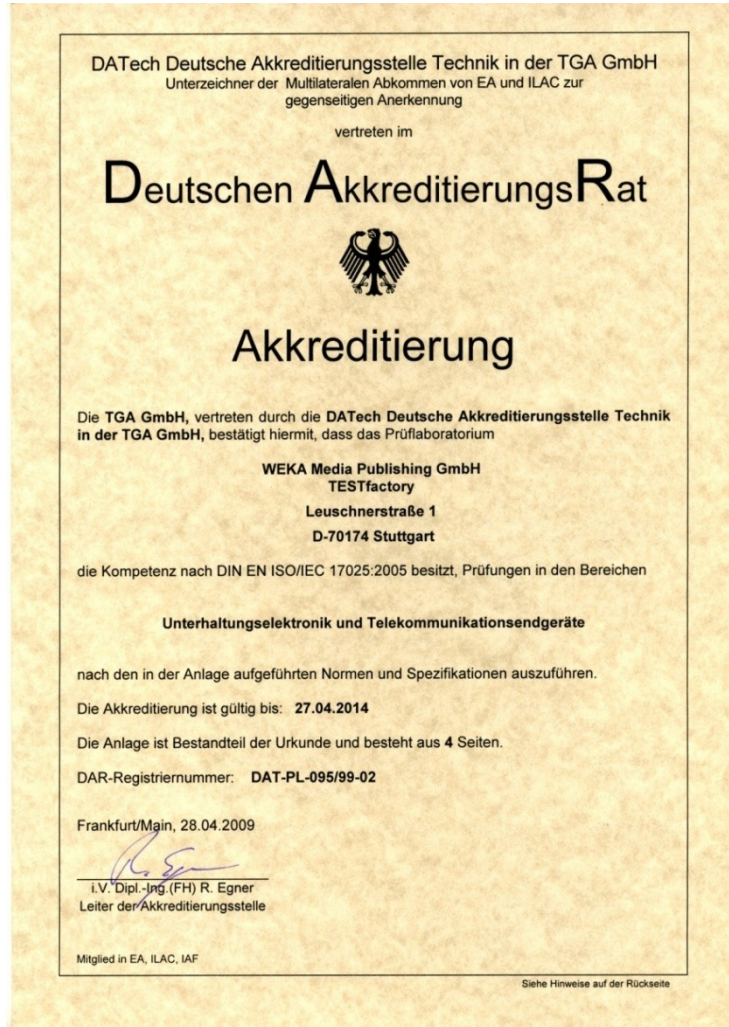 DATech Deutsche Akkreditierungsstelle Technik in der TGA GmbH
Unterzeichner der Multilateralen Abkommen von EA und ILAC zur
gegenseitigen Anerkennung
vertreten im
Deutschen AkkreditierungsRat
Akkreditierung
Die TGA GmbH, vertreten durch die DATech Deutsche Akkreditierungsstelle Technik
in der TGA GmbH, bestätigt hiermit, dass das Prüflaboratorium
WEKA Media Publishing GmbH
TESTfactory
Leuschnerstraße 1
D-70174 Stuttgart
die Kompetenz nach DIN EN ISO/IEC 17025:2005 besitzt, Prüfungen in den Bereichen
Unterhaltungselektronik und Telekommunikationsendgeräte
nach den in der Anlage aufgeführten Normen und Spezifikationen auszuführen.
Die Akkreditierung ist gültig bis: 27.04.2014
Die Anlage ist Bestandteil der Urkunde und besteht aus 4 Seiten.
DAR-Registriernummer: DAT-PL-095/99-02
Frankfurt/Main, 28.04.2009
R. Egner
i.V. Dipl.-Ing.(FH) R. Egner
Leiter der Akkreditierungsstelle
Mitglied in EA, ILAC, IAF
Siehe Hinweise auf der Rückseite